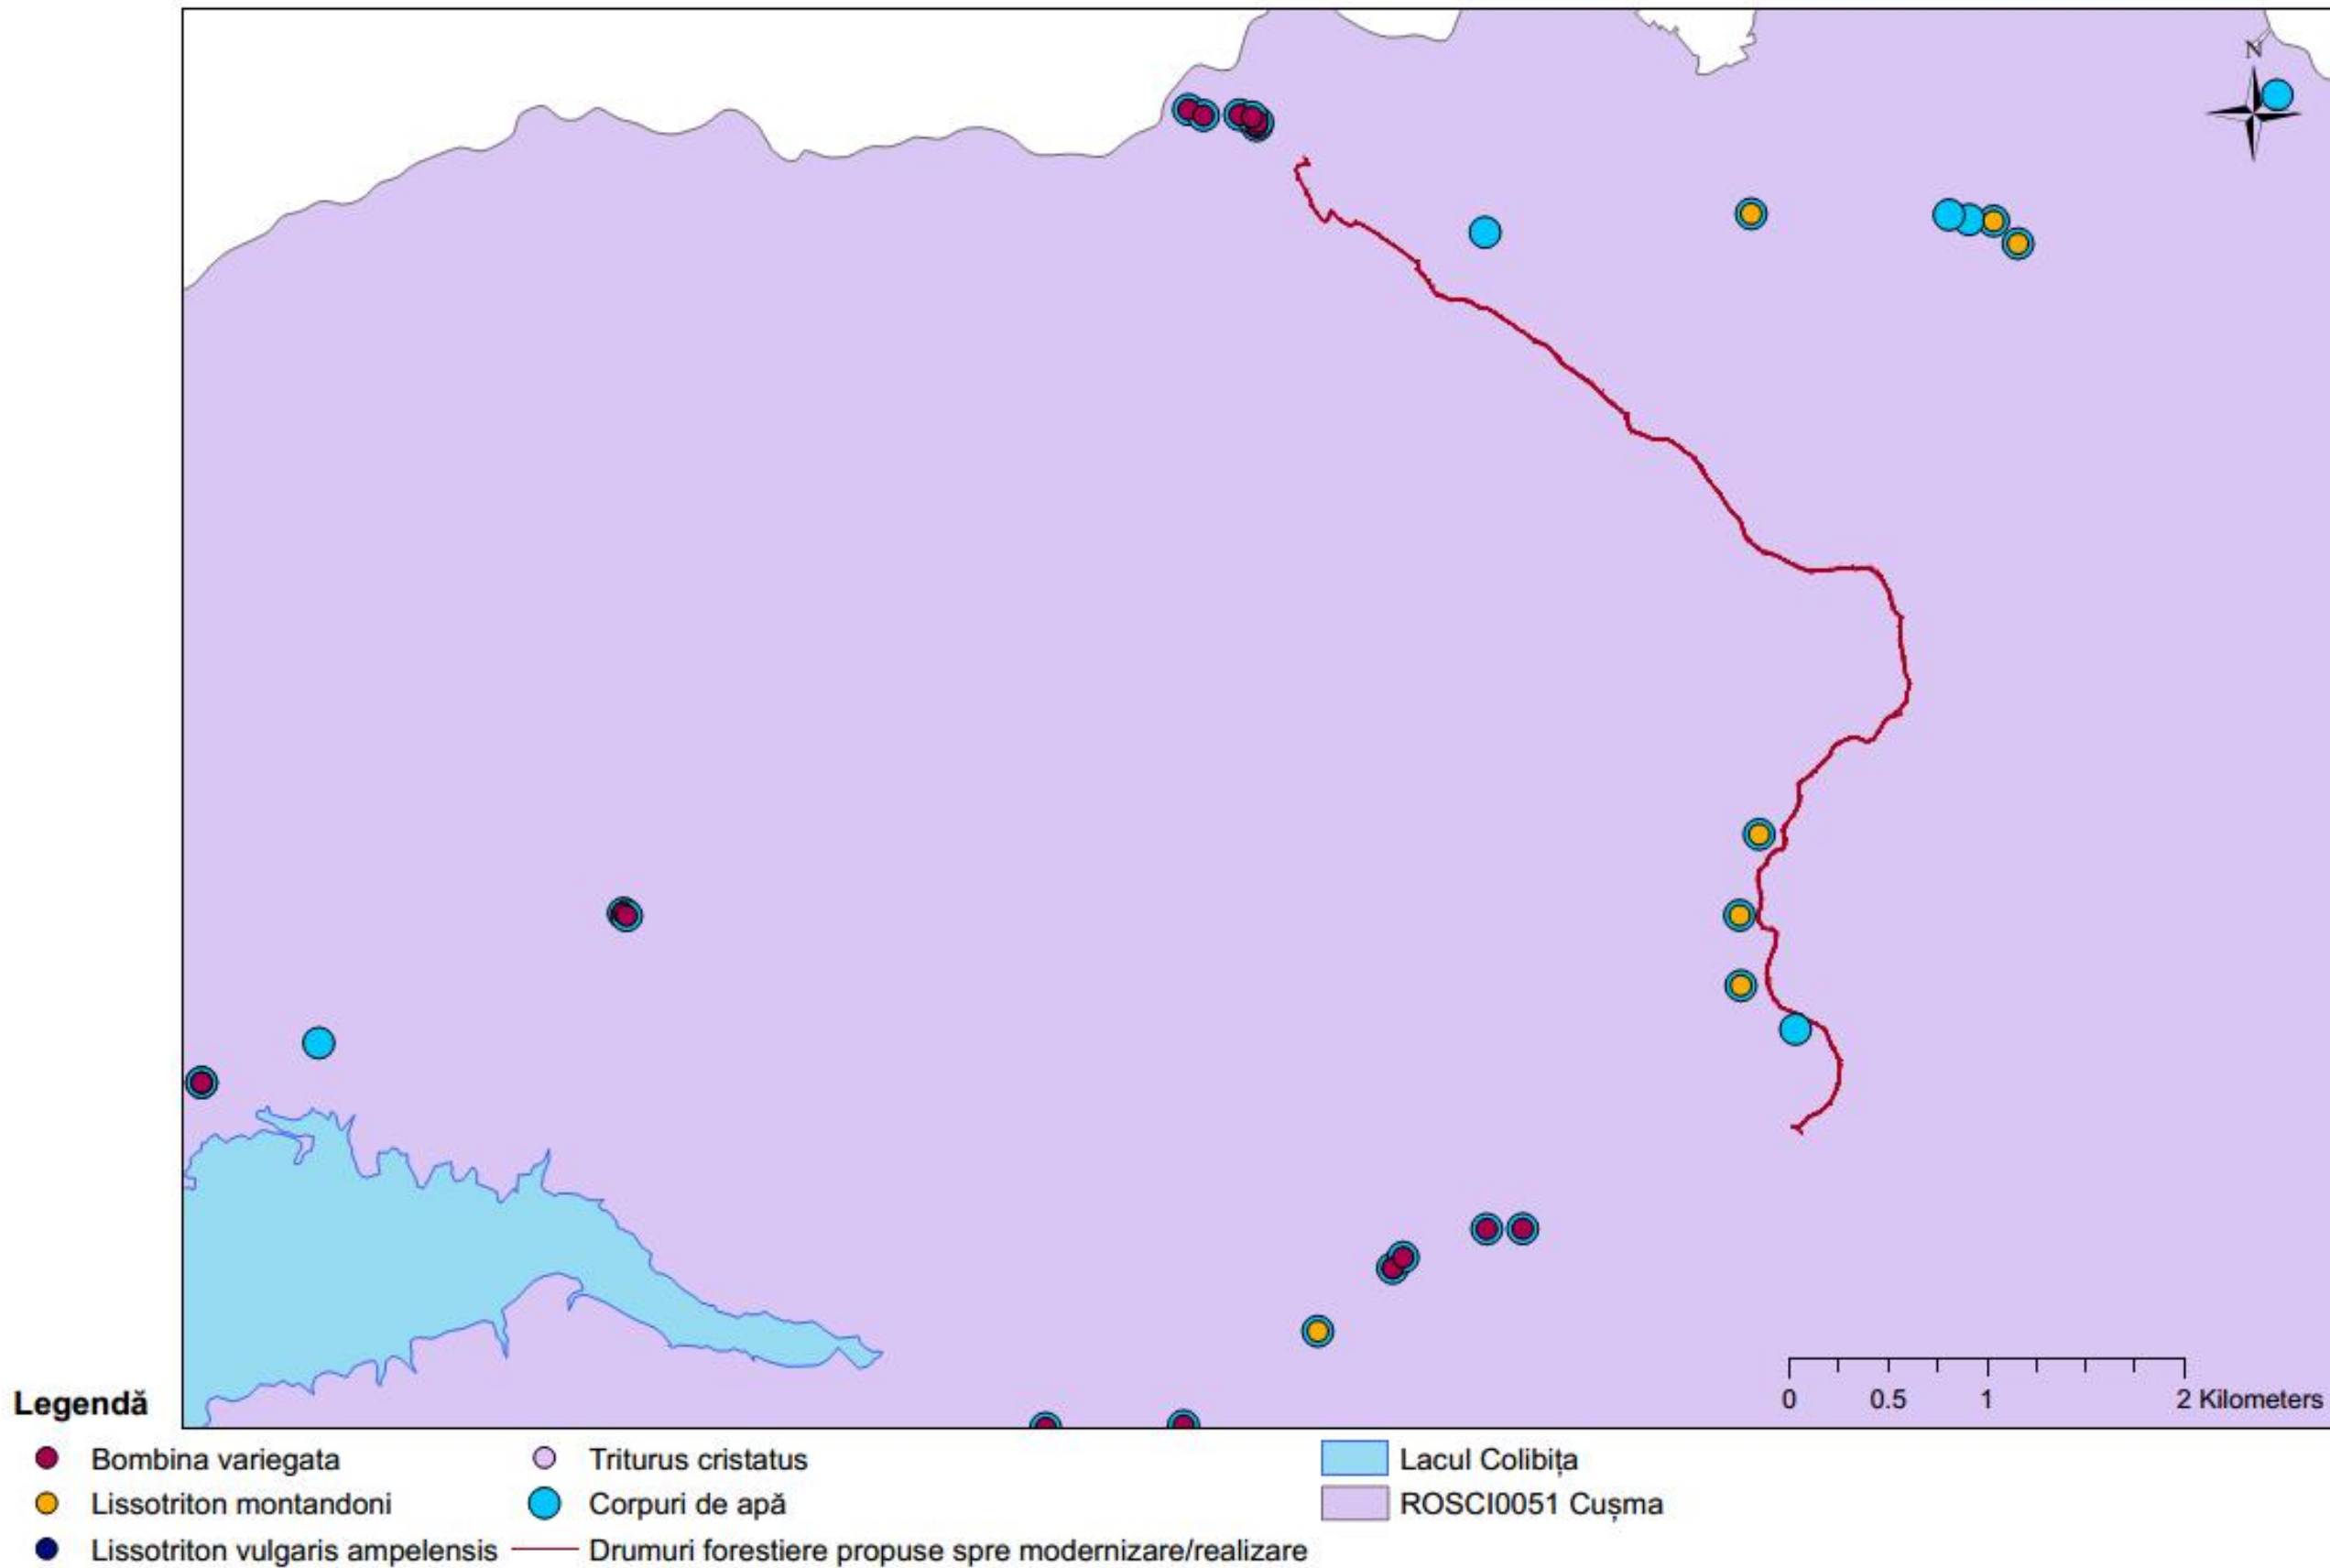 N
0 0.5 1 2 Kilometers
Legendă
Bombina variegata
Lissotriton montandoni
Lissotriton vulgaris ampelensis
Triturus cristatus
Corpuri de apă
Drumuri forestiere propuse spre modernizare/realizare
Lacul Colibița
ROSCI0051 Cușma